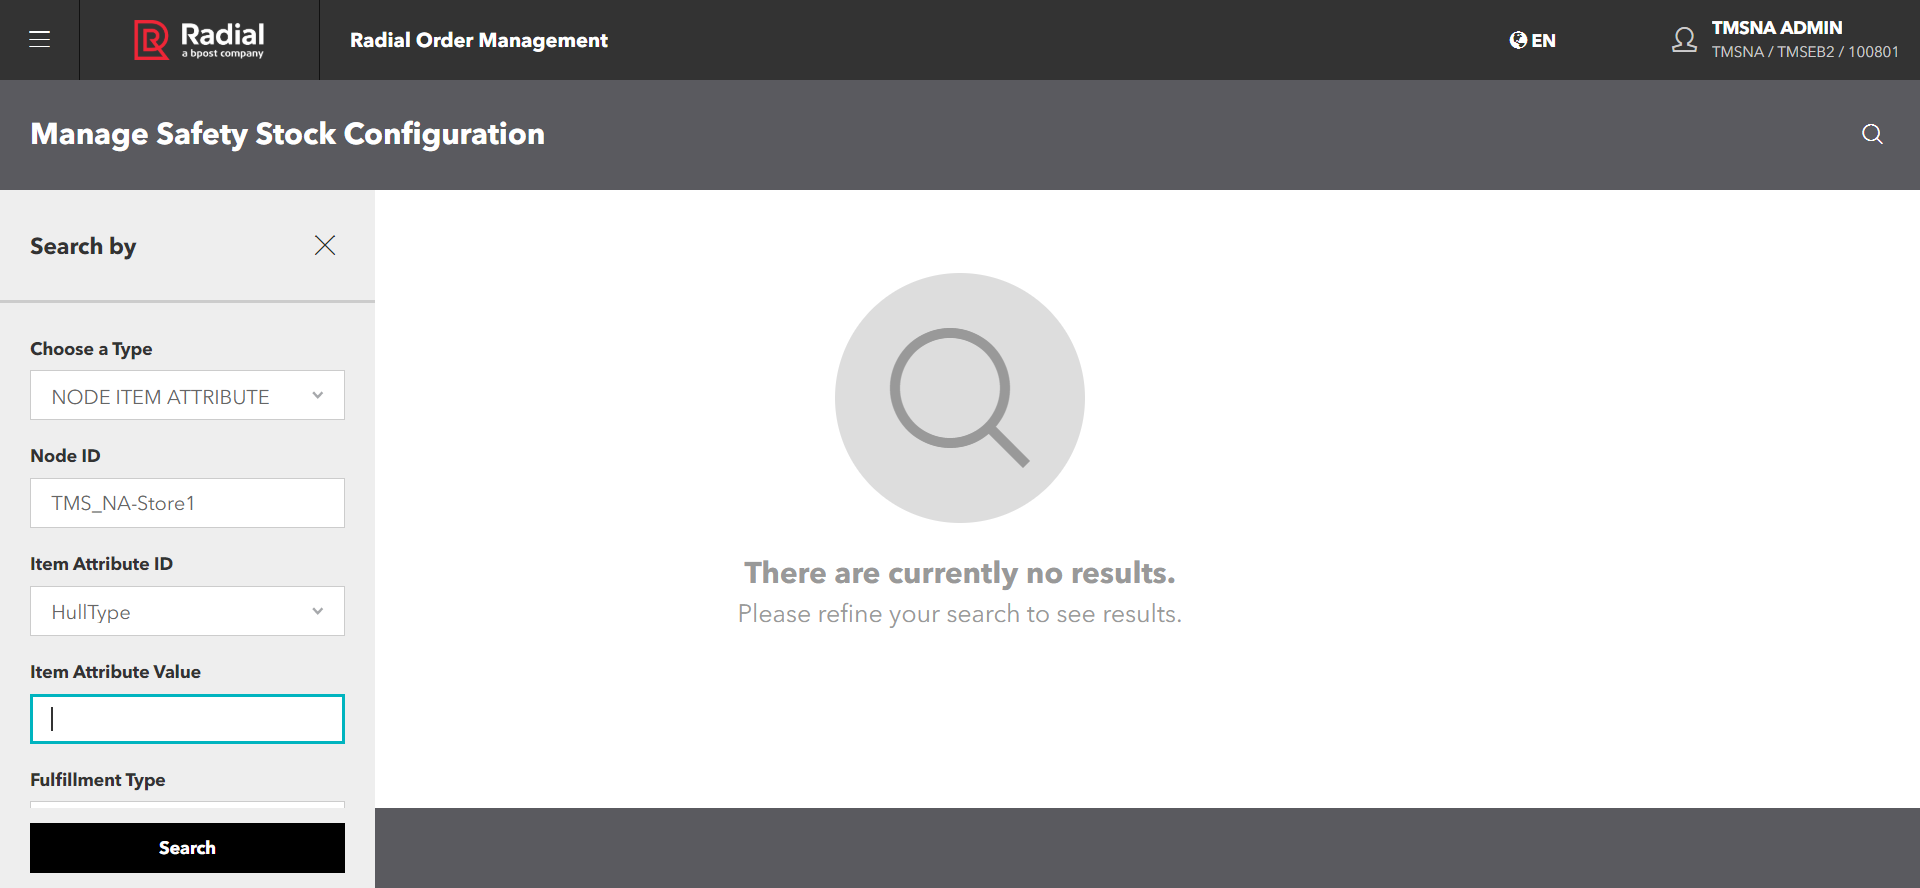 Radial
a bpost company
Radial Order Management
EN
TMSNA ADMIN
TMSNA / TMSEB2 / 100801
Manage Safety Stock Configuration
Search by
Choose a Type
NODE ITEM ATTRIBUTE
Node ID
TMS_NA-Store1
Item Attribute ID
HullType
Item Attribute Value
Fulfillment Type
Search
There are currently no results.
Please refine your search to see results.